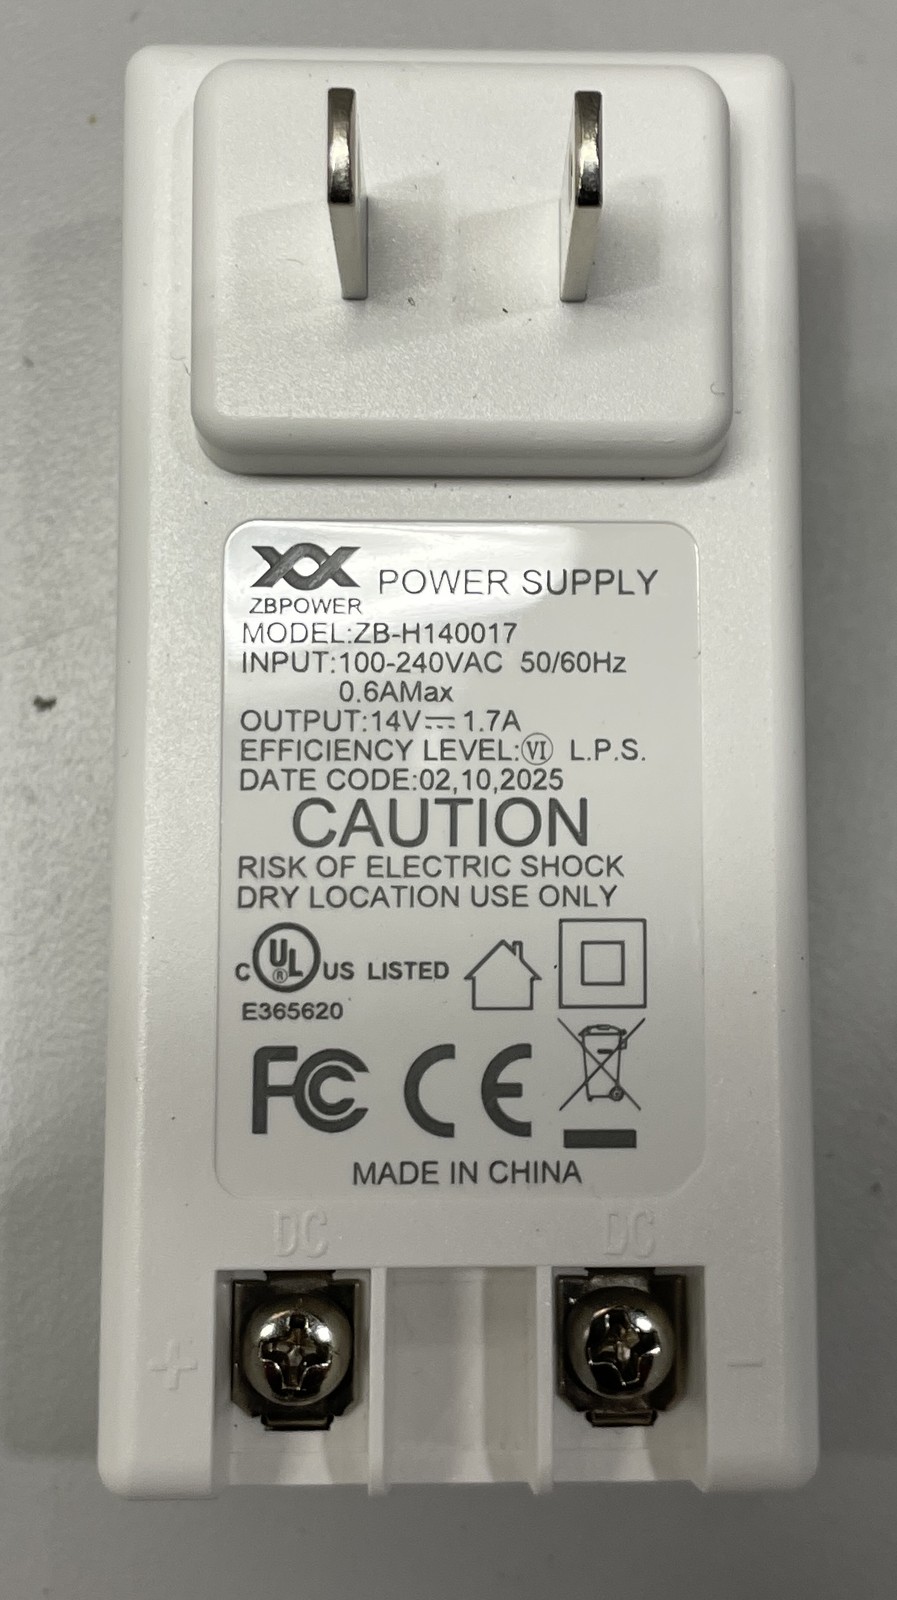 POWER SUPPLY
ZBPOWER
MODEL:ZB-H140017
INPUT:100-240VAC 50/60Hz
0.6AMax
OUTPUT:14V⎓1.7A
EFFICIENCY LEVEL:Ⅵ L.P.S.
DATE CODE:02,10,2025
CAUTION
RISK OF ELECTRIC SHOCK
DRY LOCATION USE ONLY
C UL® US LISTED
E365620
FC CE
MADE IN CHINA
DC DC
+ −